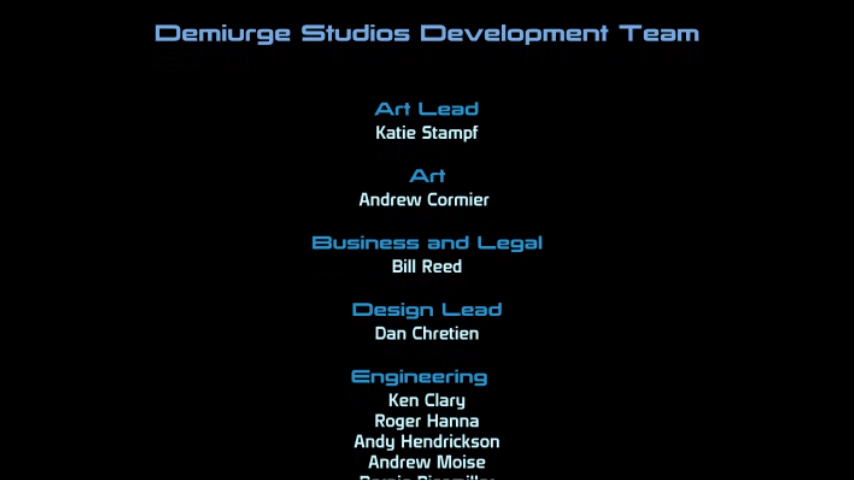 Demiurge Studios Development Team
Art Lead
Katie Stampf
Art
Andrew Cormier
Business and Legal
Bill Reed
Design Lead
Dan Chretien
Engineering
Ken Clary
Roger Hanna
Andy Hendrickson
Andrew Moise